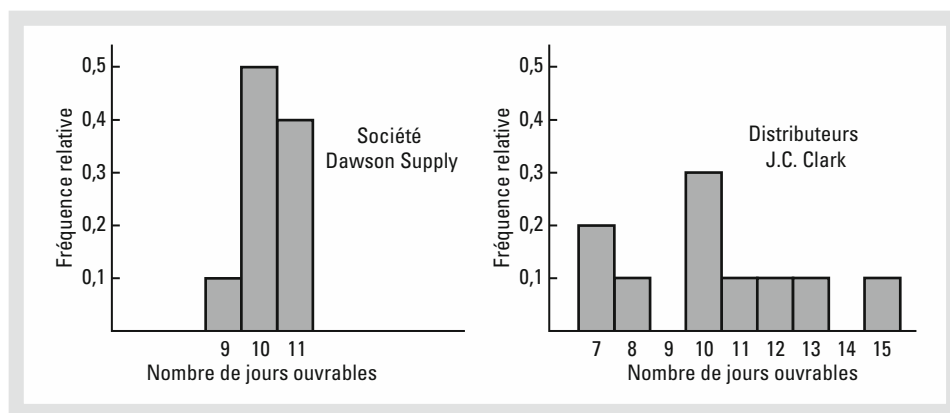 Fréquence relative
0,5
0,4
0,3
0,2
0,1
Société
Dawson Supply
9 10 11
Nombre de jours ouvrables
Fréquence relative
0,5
0,4
0,3
0,2
0,1
Distributeurs
J.C. Clark
7 8 9 10 11 12 13 14 15
Nombre de jours ouvrables